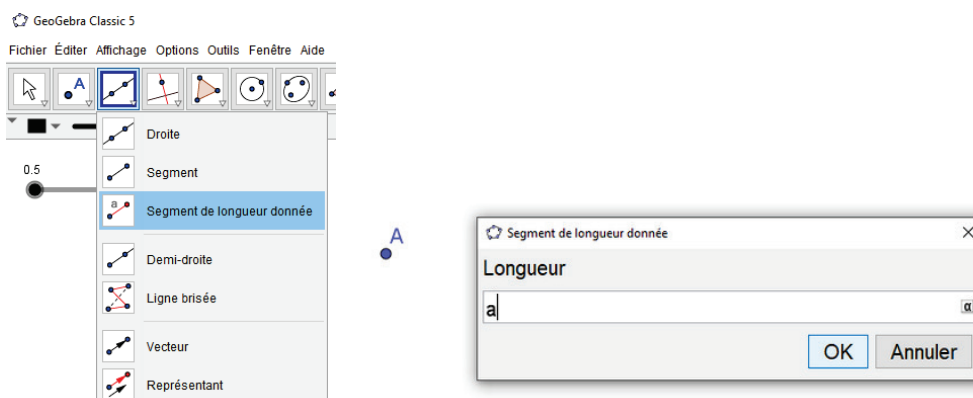 GeoGebra Classic 5
Fichier Éditer Affichage Options Outils Fenêtre Aide
A
0.5
Droite
Segment
a
Segment de longueur donnée
Demi-droite
Ligne brisée
Vecteur
Représentant
A
Segment de longueur donnée
Longueur
a
α
OK Annuler